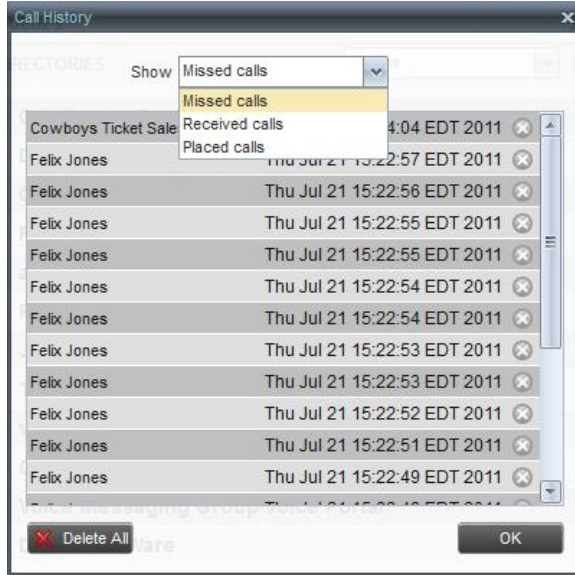 Call History
RECTORIES
Show Missed calls
Missed calls
Received calls
Placed calls
Cowboys Ticket Sale 4:04 EDT 2011
Felix Jones Thu Jul 21 15:22:57 EDT 2011
Felix Jones Thu Jul 21 15:22:56 EDT 2011
Felix Jones Thu Jul 21 15:22:55 EDT 2011
Felix Jones Thu Jul 21 15:22:55 EDT 2011
Felix Jones Thu Jul 21 15:22:54 EDT 2011
Felix Jones Thu Jul 21 15:22:54 EDT 2011
Felix Jones Thu Jul 21 15:22:53 EDT 2011
Felix Jones Thu Jul 21 15:22:53 EDT 2011
Felix Jones Thu Jul 21 15:22:52 EDT 2011
Felix Jones Thu Jul 21 15:22:51 EDT 2011
Felix Jones Thu Jul 21 15:22:49 EDT 2011
Voice Messaging Group Voice Portal
Delete All Ware OK